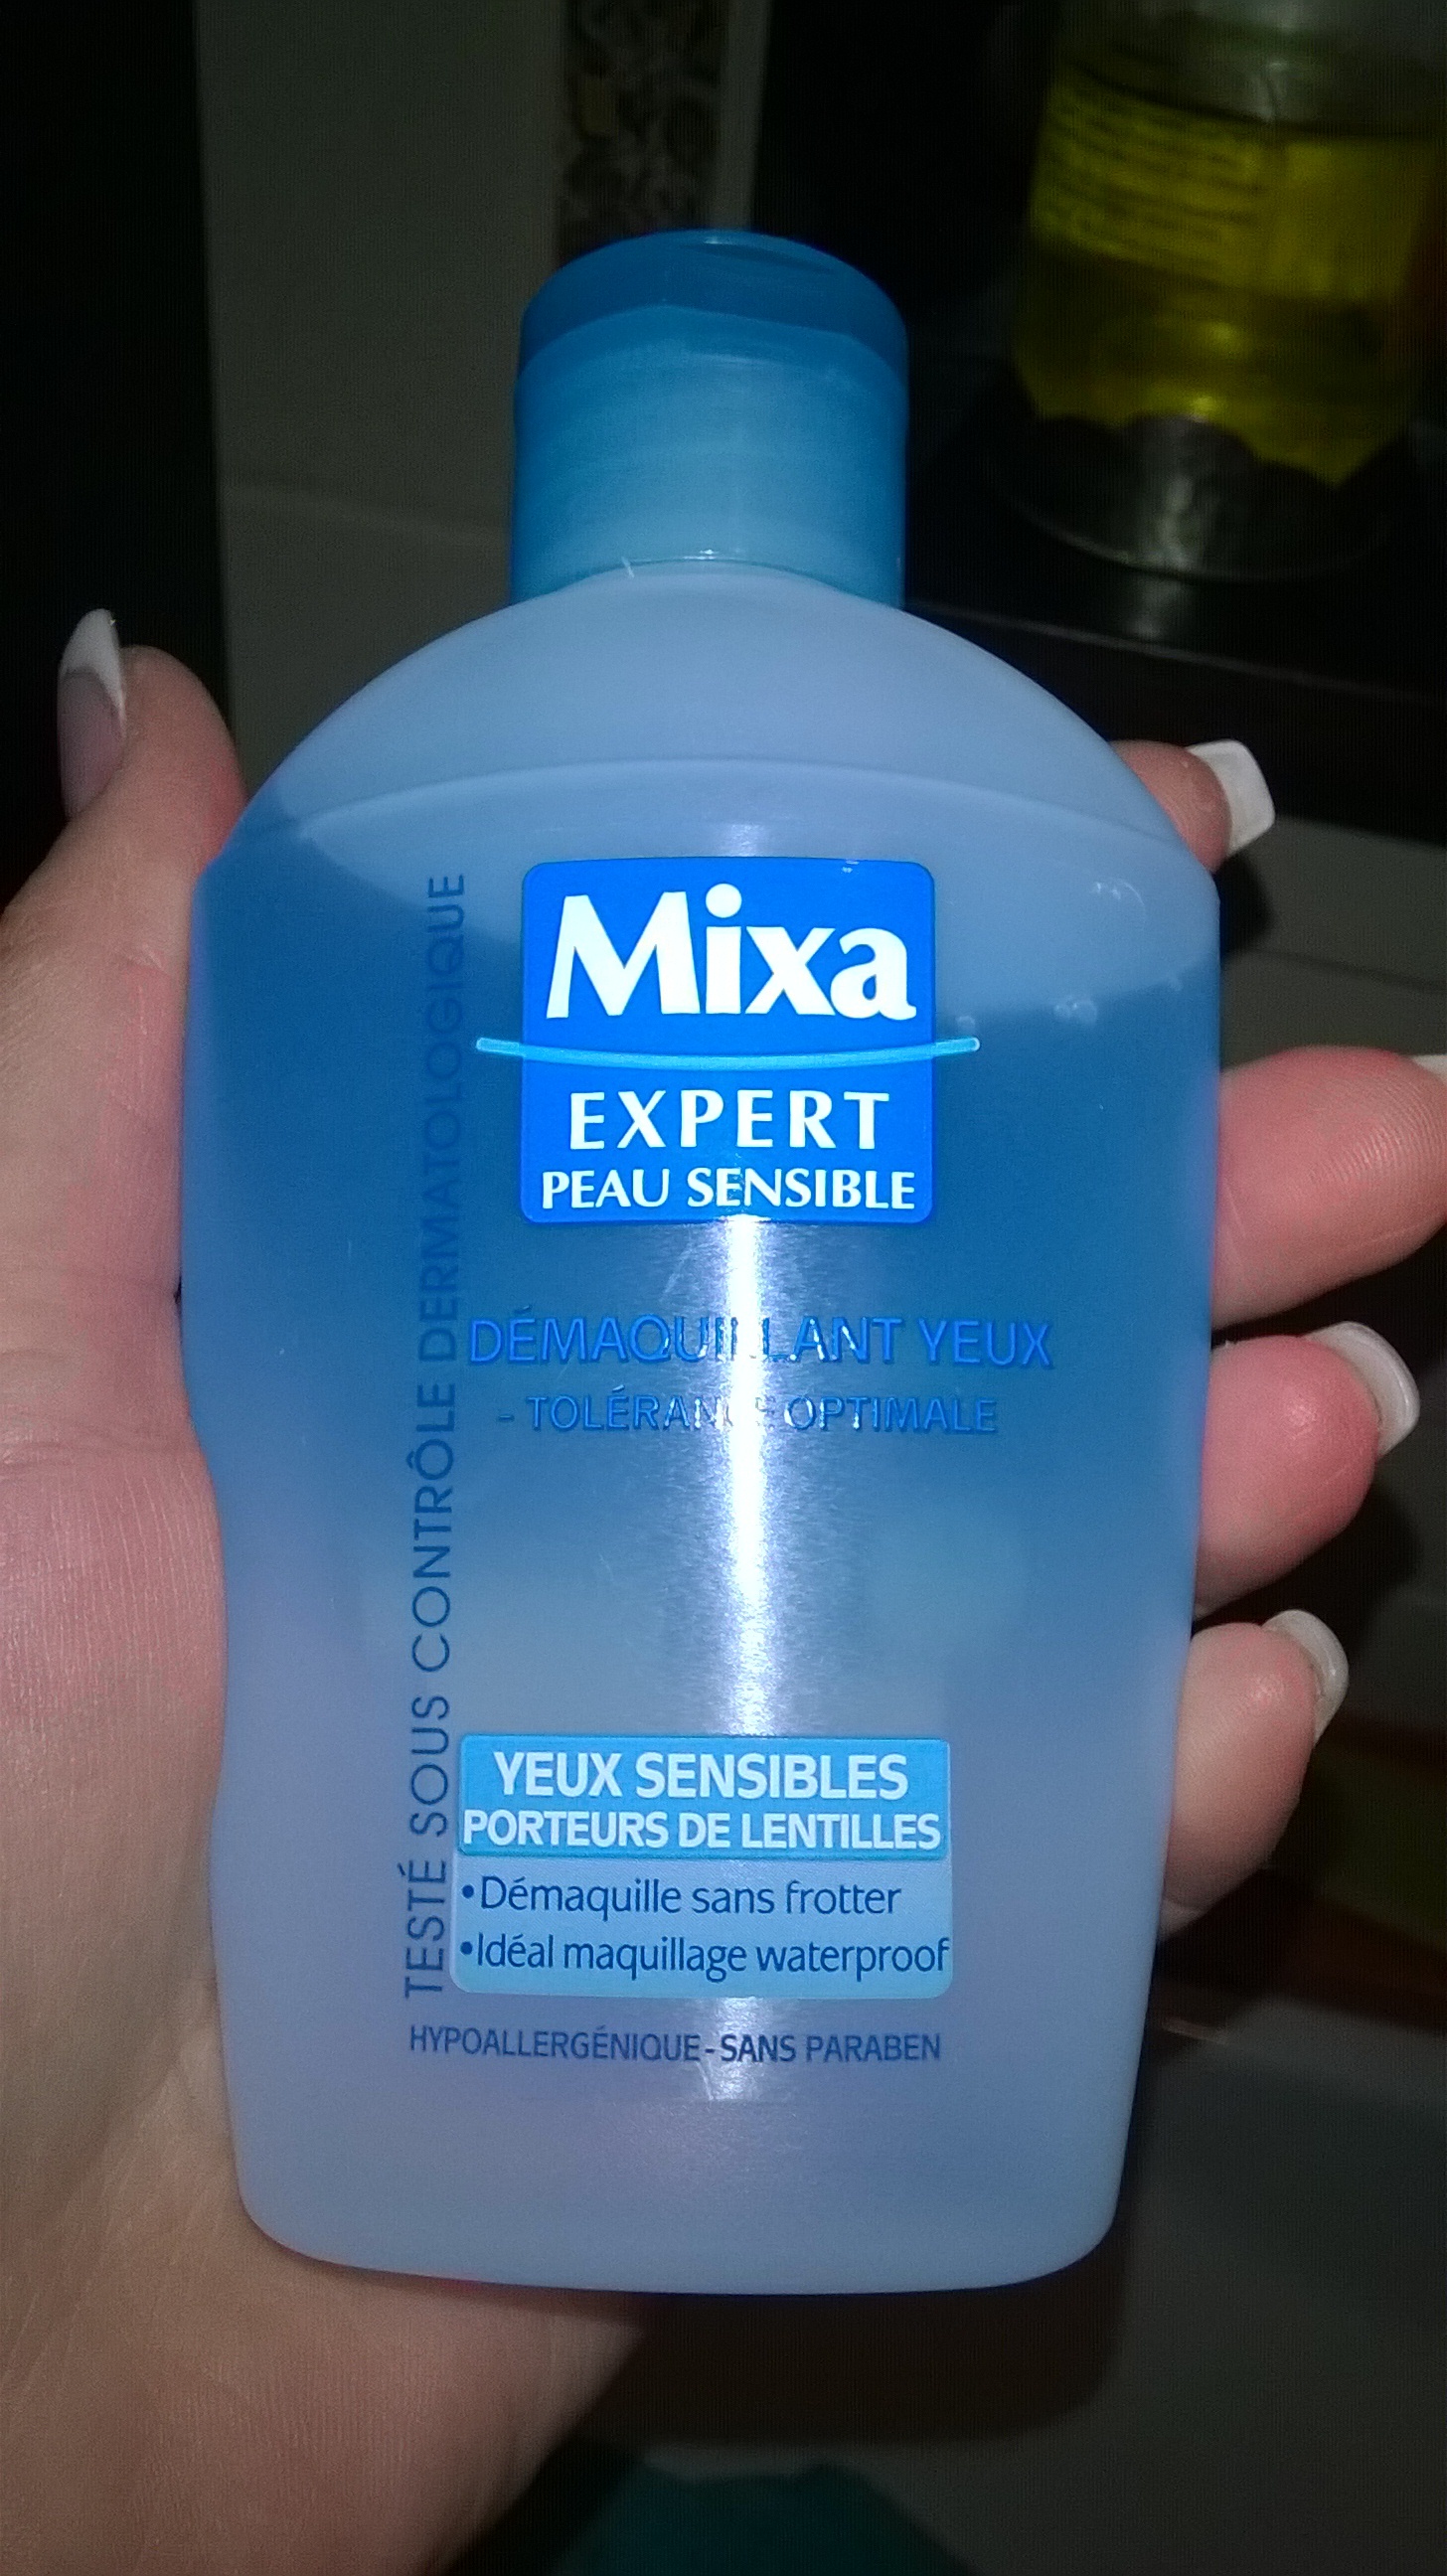 Mixa
EXPERT
PEAU SENSIBLE
DÉMAQUILLANT YEUX
- TOLÉRANCE OPTIMALE
TESTÉ SOUS CONTRÔLE DERMATOLOGIQUE
YEUX SENSIBLES
PORTEURS DE LENTILLES
•Démaquille sans frotter
•Idéal maquillage waterproof
HYPOALLERGÉNIQUE - SANS PARABEN